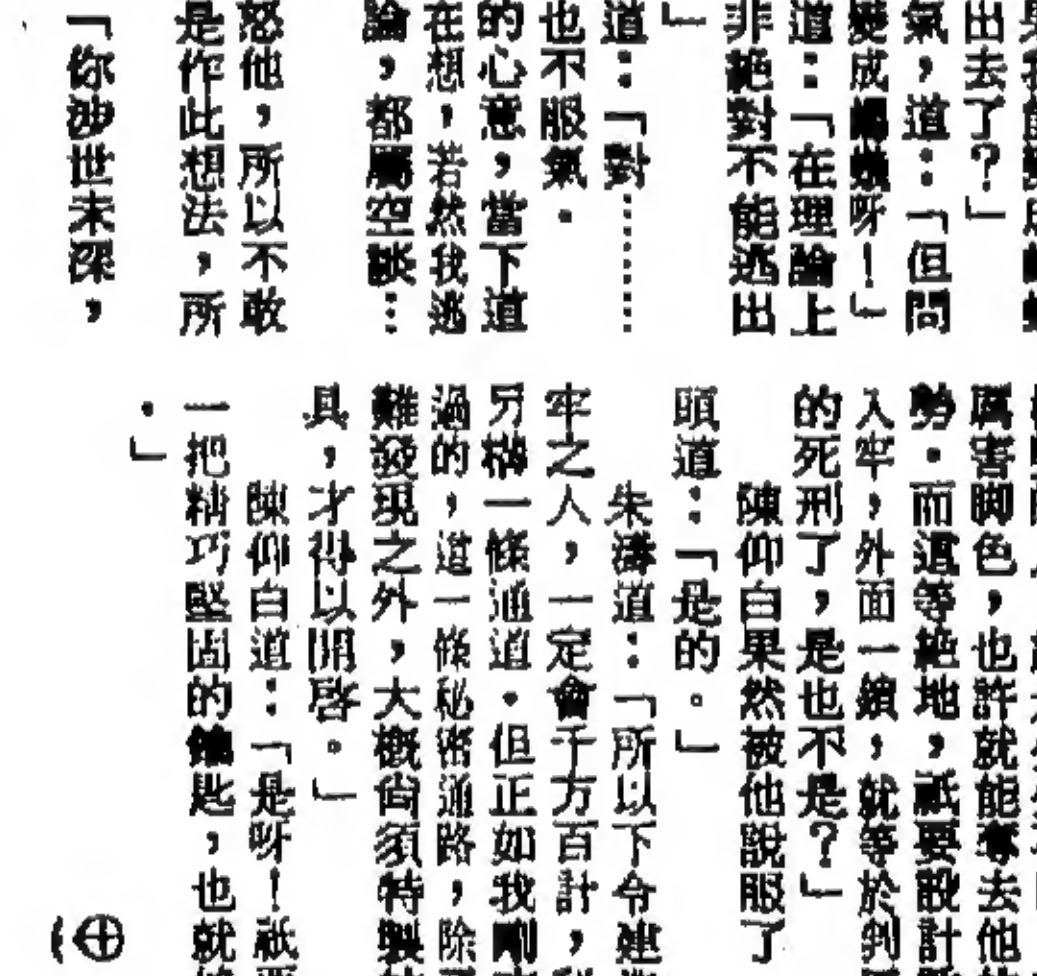 出去了？」
氣，道：「但問
變成螞蟻呀！」
道：「在理論上
非絕對不能逃出
」
道：「對………
也不服氣．
的心意，當下道
在想，若然我逃
論，都屬空談…
怒他，所以不敢
是作此想法，所
「你涉世未深，
厲害脚色，也許就能奪去他
勢．而這等絶地，祇要設計
入牢，外面一鎖，就等於判
的死刑了，是也不是？」
陳仰白果然被他說服了
頭道：「是的。」
朱濤道：「所以下令建
牢之人，一定會千方百計，
另構一條通道．但正如我剛
過的，這一條秘密通路，除
難發現之外，大概尚須特製
具，才得以開啓。」
陳仰白道：「是呀！祇
一把精巧堅固的鑰匙，也就
．」
(⊕